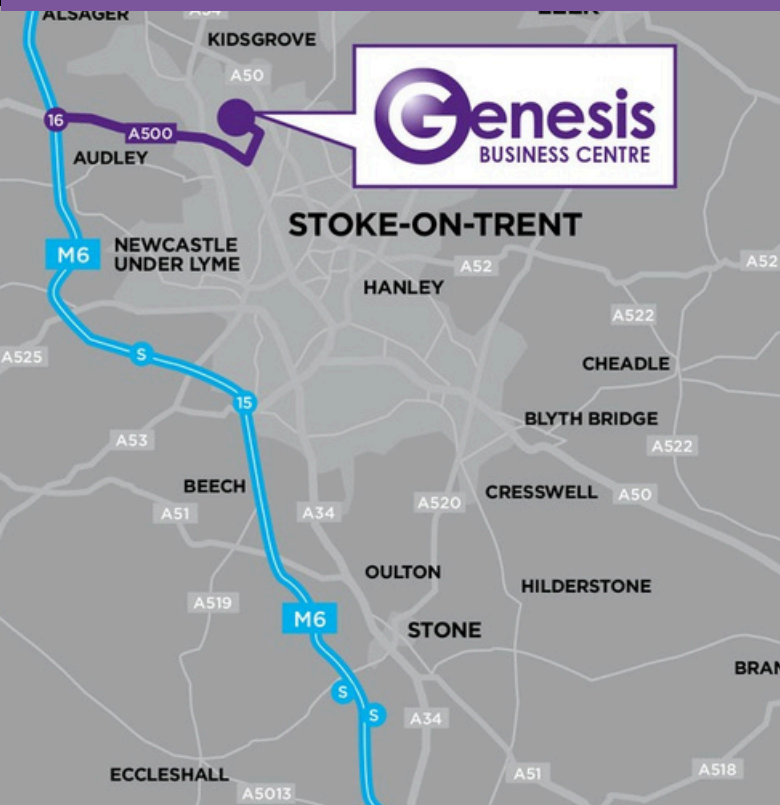 ALSAGER
KIDSGROVE
A50
Genesis
BUSINESS CENTRE
16
A500
AUDLEY
STOKE-ON-TRENT
M6
NEWCASTLE
UNDER LYME
A52
A52
HANLEY
A522
A525
S
CHEADLE
15
BLYTH BRIDGE
A53
A522
BEECH
CRESSWELL
A50
A51
A34
A520
OULTON
HILDERSTONE
A519
M6
STONE
BRAN
S
S
A34
ECCLESHALL
A51
A518
A5013